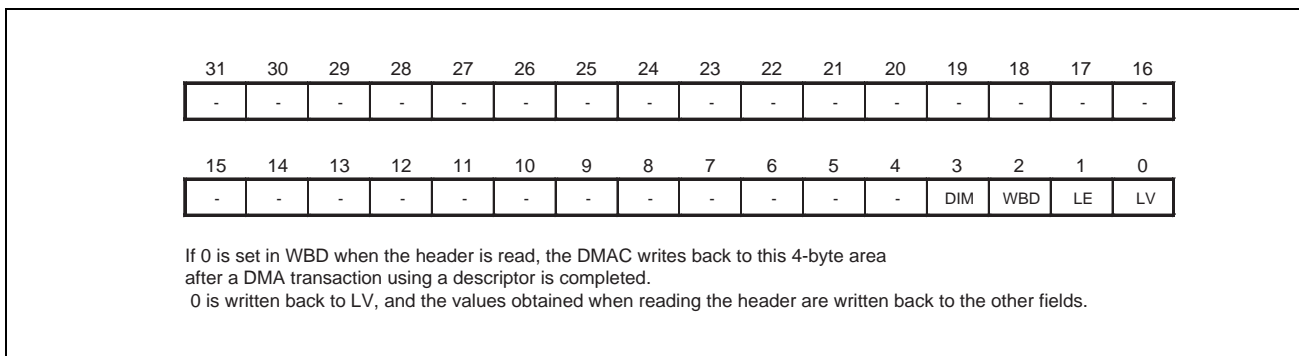 31 30 29 28 27 26 25 24 23 22 21 20 19 18 17 16
- - - - - - - - - - - - - - - -
15 14 13 12 11 10 9 8 7 6 5 4 3 2 1 0
- - - - - - - - - - - - DIM WBD LE LV
If 0 is set in WBD when the header is read, the DMAC writes back to this 4-byte area
after a DMA transaction using a descriptor is completed.
0 is written back to LV, and the values obtained when reading the header are written back to the other fields.